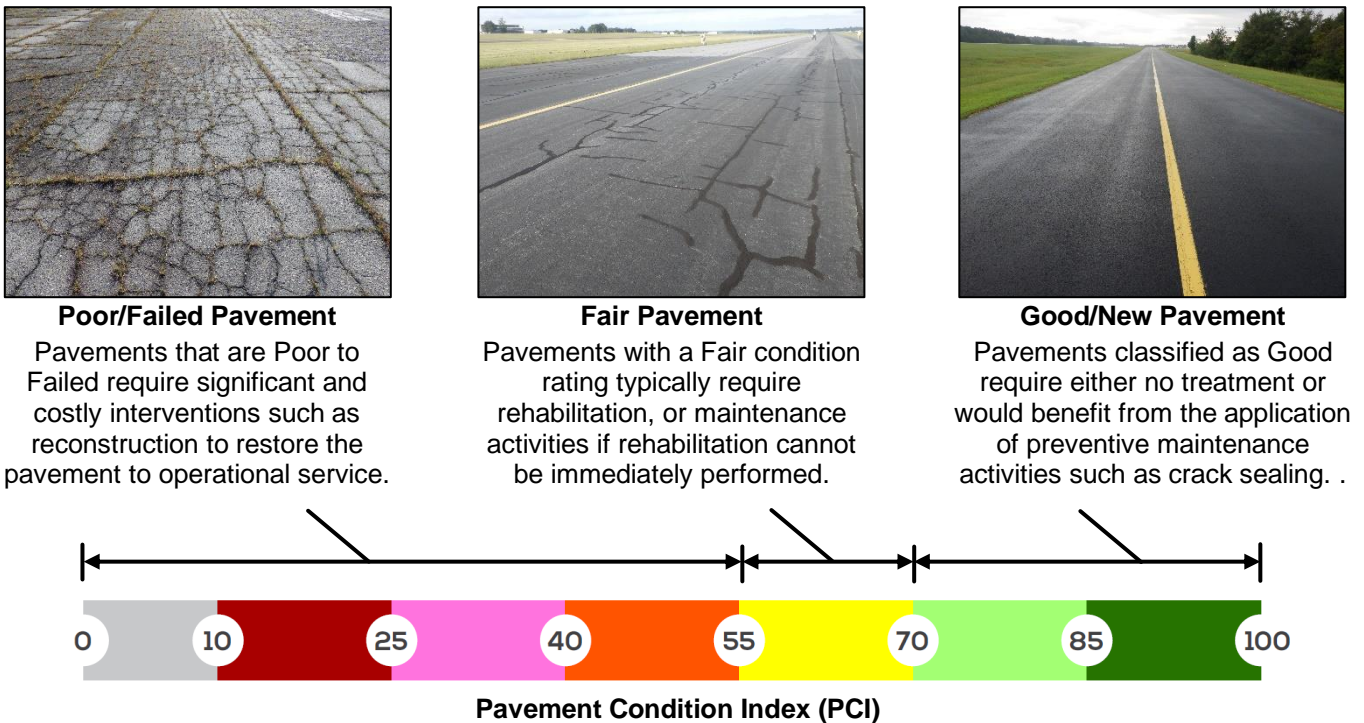 Poor/Failed Pavement
Pavements that are Poor to
Failed require significant and
costly interventions such as
reconstruction to restore the
pavement to operational service.
Fair Pavement
Pavements with a Fair condition
rating typically require
rehabilitation, or maintenance
activities if rehabilitation cannot
be immediately performed.
Good/New Pavement
Pavements classified as Good
require either no treatment or
would benefit from the application
of preventive maintenance
activities such as crack sealing. .
0 10 25 40 55 70 85 100
Pavement Condition Index (PCI)